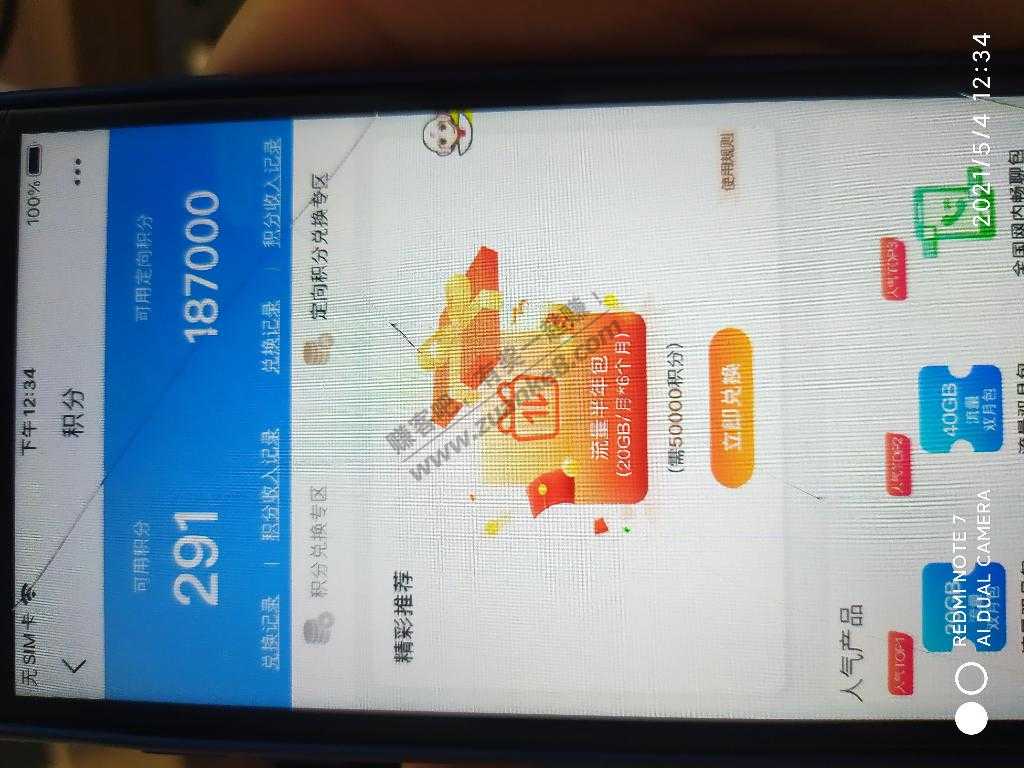 无SIM卡 下午12:34 100%
积分
可用积分 可用定向积分
291 187000
兑换记录 | 积分收入记录 兑换记录 | 积分收入记录
积分兑换专区 定向积分兑换专区
精彩推荐
赚客吧,有奖一起赚!
www.zuanke8.com
流量半年包
(20GB/月*6个月)
(需50000积分)
立即兑换
使用规则
人气产品
人气TOP1 人气TOP2 人气TOP3
20GB 40GB
流量 流量
双月包 双月包
流量双月包 全国网内畅聊包
REDMI NOTE 7
AI DUAL CAMERA
2021/5/4 12:34